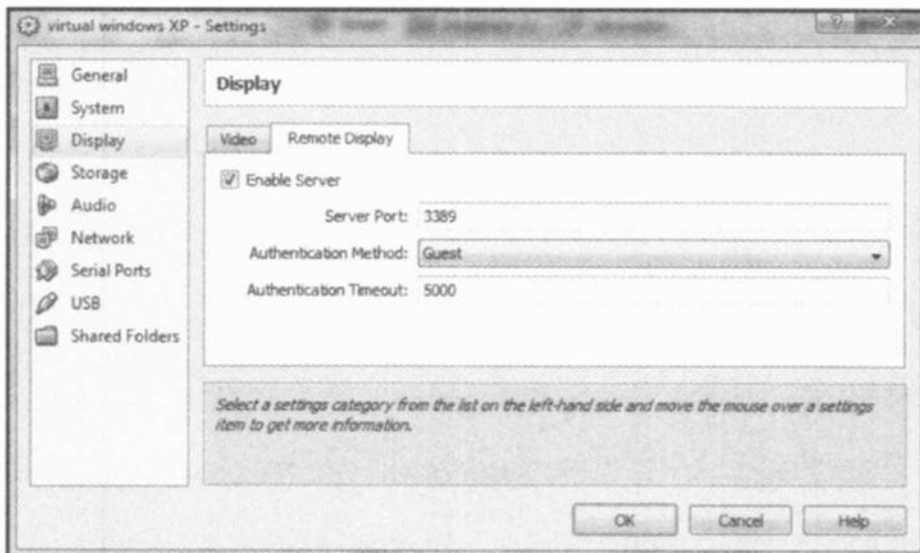 virtual windows XP - Settings
General
System
Display
Storage
Audio
Network
Serial Ports
USB
Shared Folders
Display
Video
Remote Display
Enable Server
Server Port: 3389
Authentication Method: Guest
Authentication Timeout: 5000
Select a settings category from the list on the left-hand side and move the mouse over a settings
item to get more information.
OK
Cancel
Help